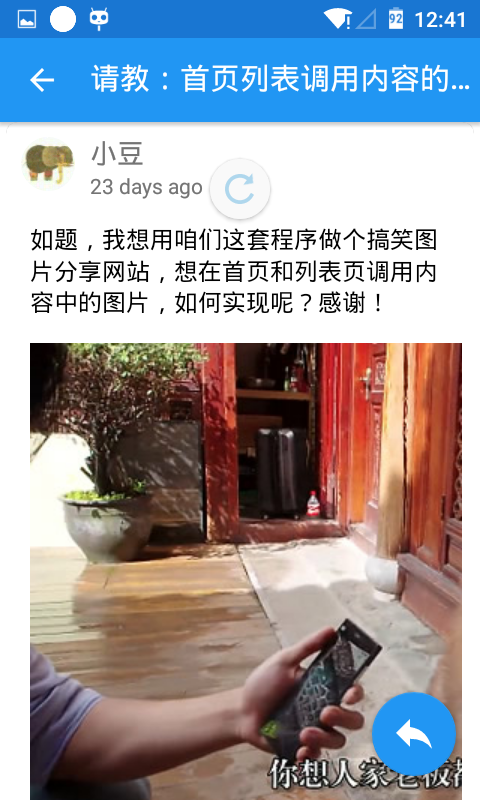 92 12:41
请教：首页列表调用内容的...
小豆
23 days ago
如题，我想用咱们这套程序做个搞笑图
片分享网站，想在首页和列表页调用内
容中的图片，如何实现呢？感谢！
你想人家老板都